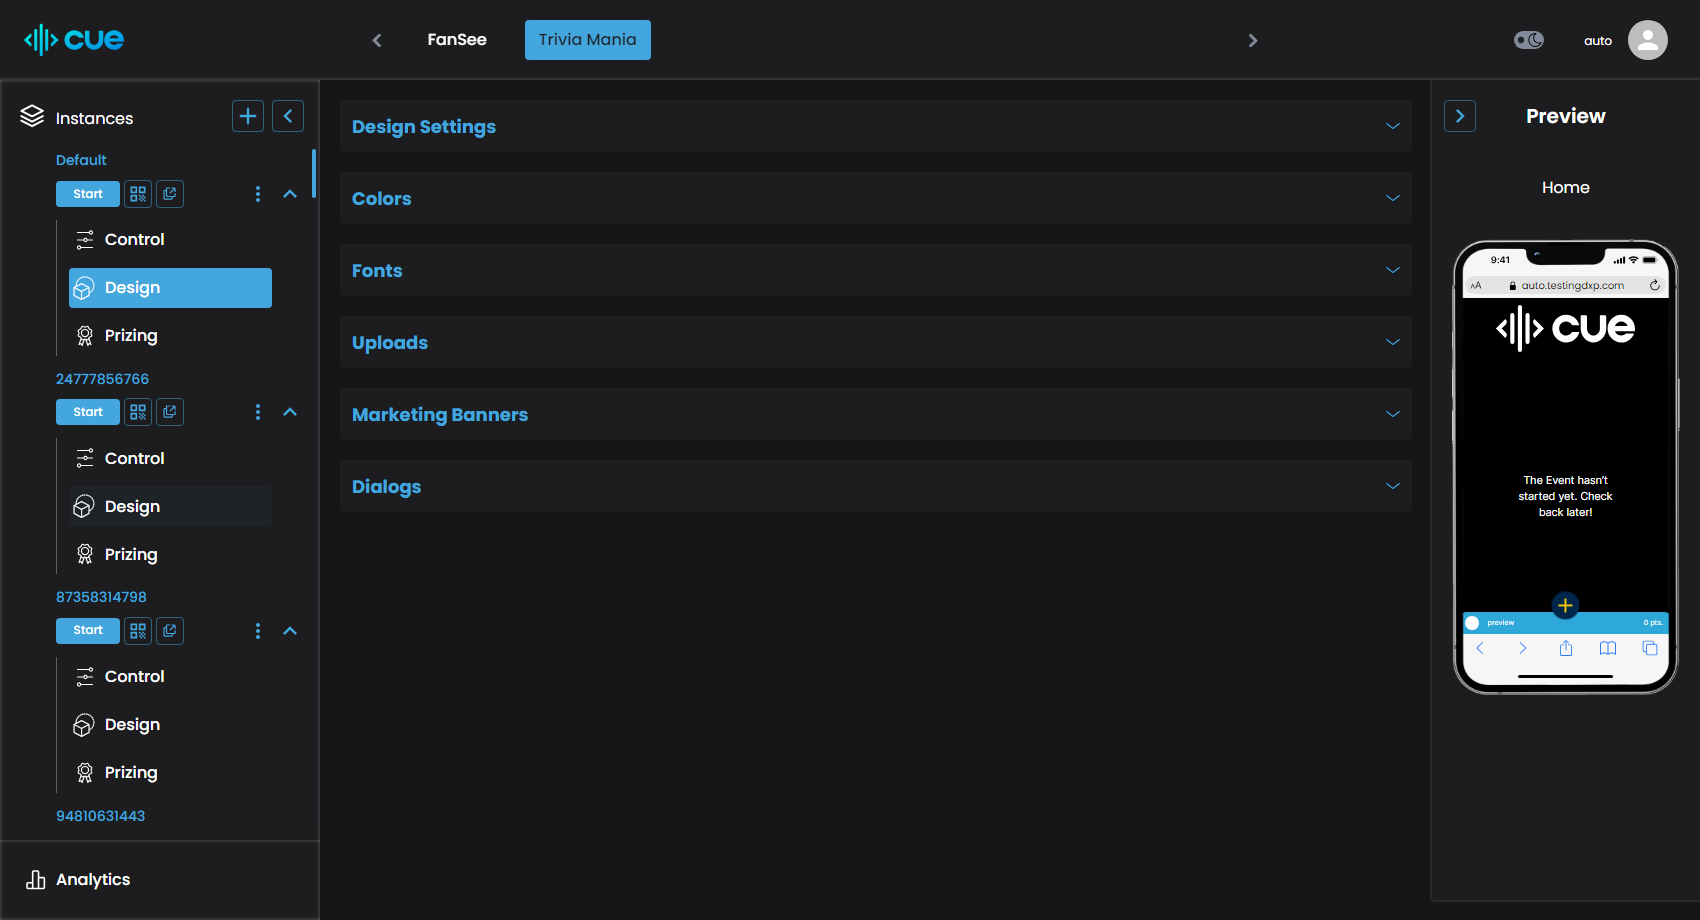 cue
FanSee
Trivia Mania
auto
Instances
Default
Start
Control
Design
Prizing
24777856766
Start
Control
Design
Prizing
87358314798
Start
Control
Design
Prizing
94810631443
Analytics
Design Settings
Colors
Fonts
Uploads
Marketing Banners
Dialogs
Preview
Home
9:41
AA auto.testingdxp.com
cue
The Event hasn't
started yet. Check
back later!
preview 0 pts.